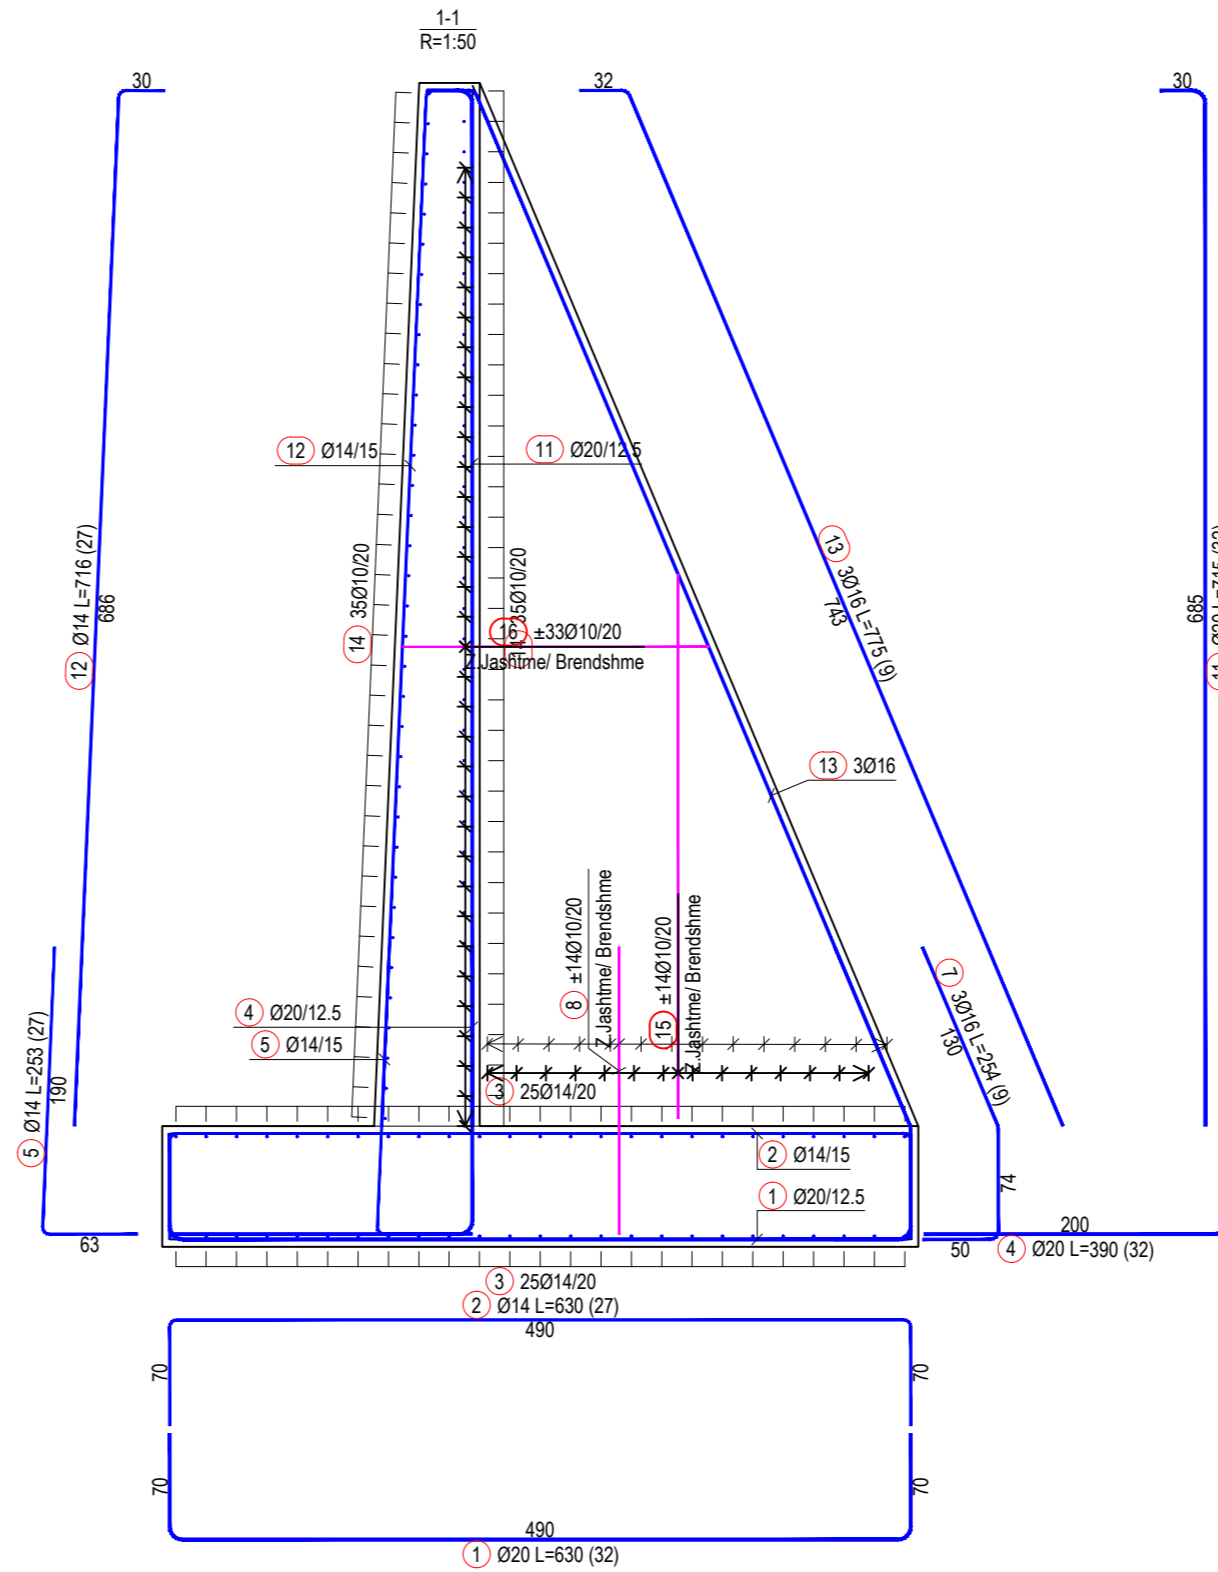 1-1
R=1:50
30
32
30
12 Ø14/15
11 Ø20/12.5
12 Ø14 L=716 (27)
686
14 35Ø10/20
14 35Ø10/20
16 ±33Ø10/20
Z.Jashtme/ Brendshme
13 3Ø16 L=775 (9)
743
685
13 3Ø16
8 ±14Ø10/20
Z.Jashtme/ Brendshme
15 ±14Ø10/20
Z.Jashtme/ Brendshme
4 Ø20/12.5
5 Ø14/15
5 Ø14 L=253 (27)
190
63
7 3Ø16 L=254 (9)
130
74
3 25Ø14/20
2 Ø14/15
1 Ø20/12.5
200
50
4 Ø20 L=390 (32)
3 25Ø14/20
2 Ø14 L=630 (27)
490
70
70
70
70
490
1 Ø20 L=630 (32)